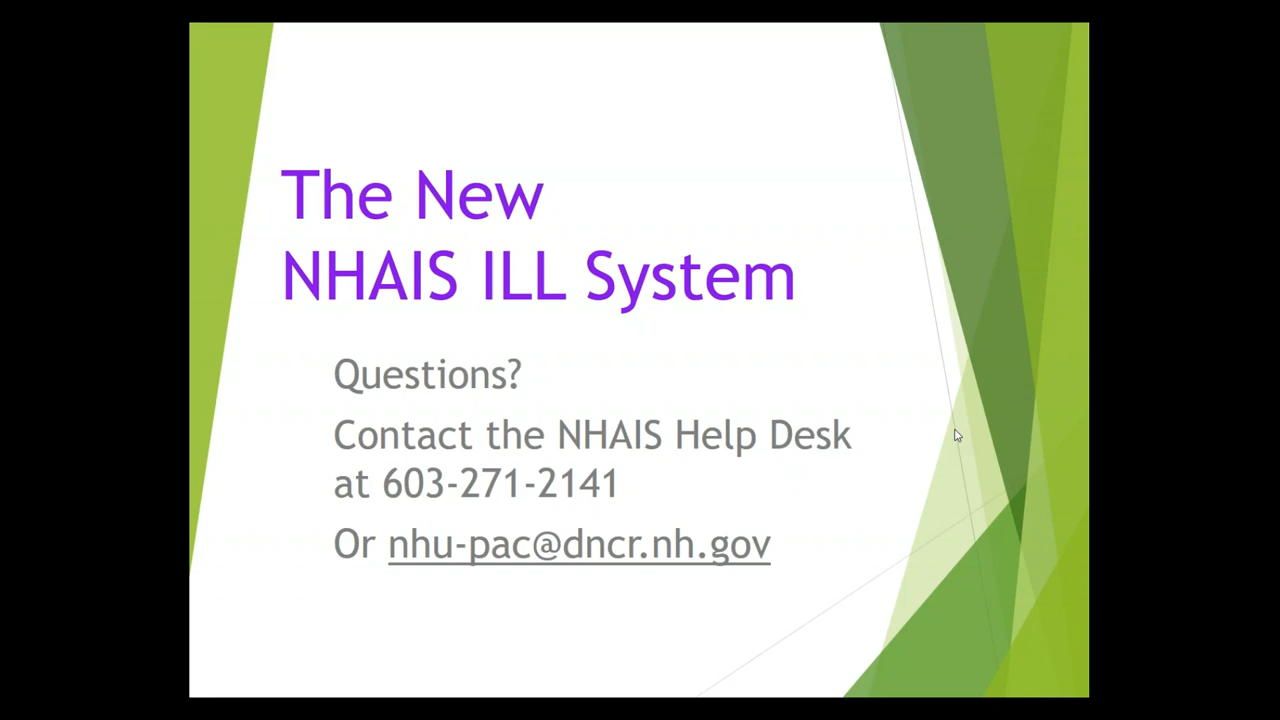 The New
NHAIS ILL System
Questions?
Contact the NHAIS Help Desk
at 603-271-2141
Or nhu-pac@dncr.nh.gov